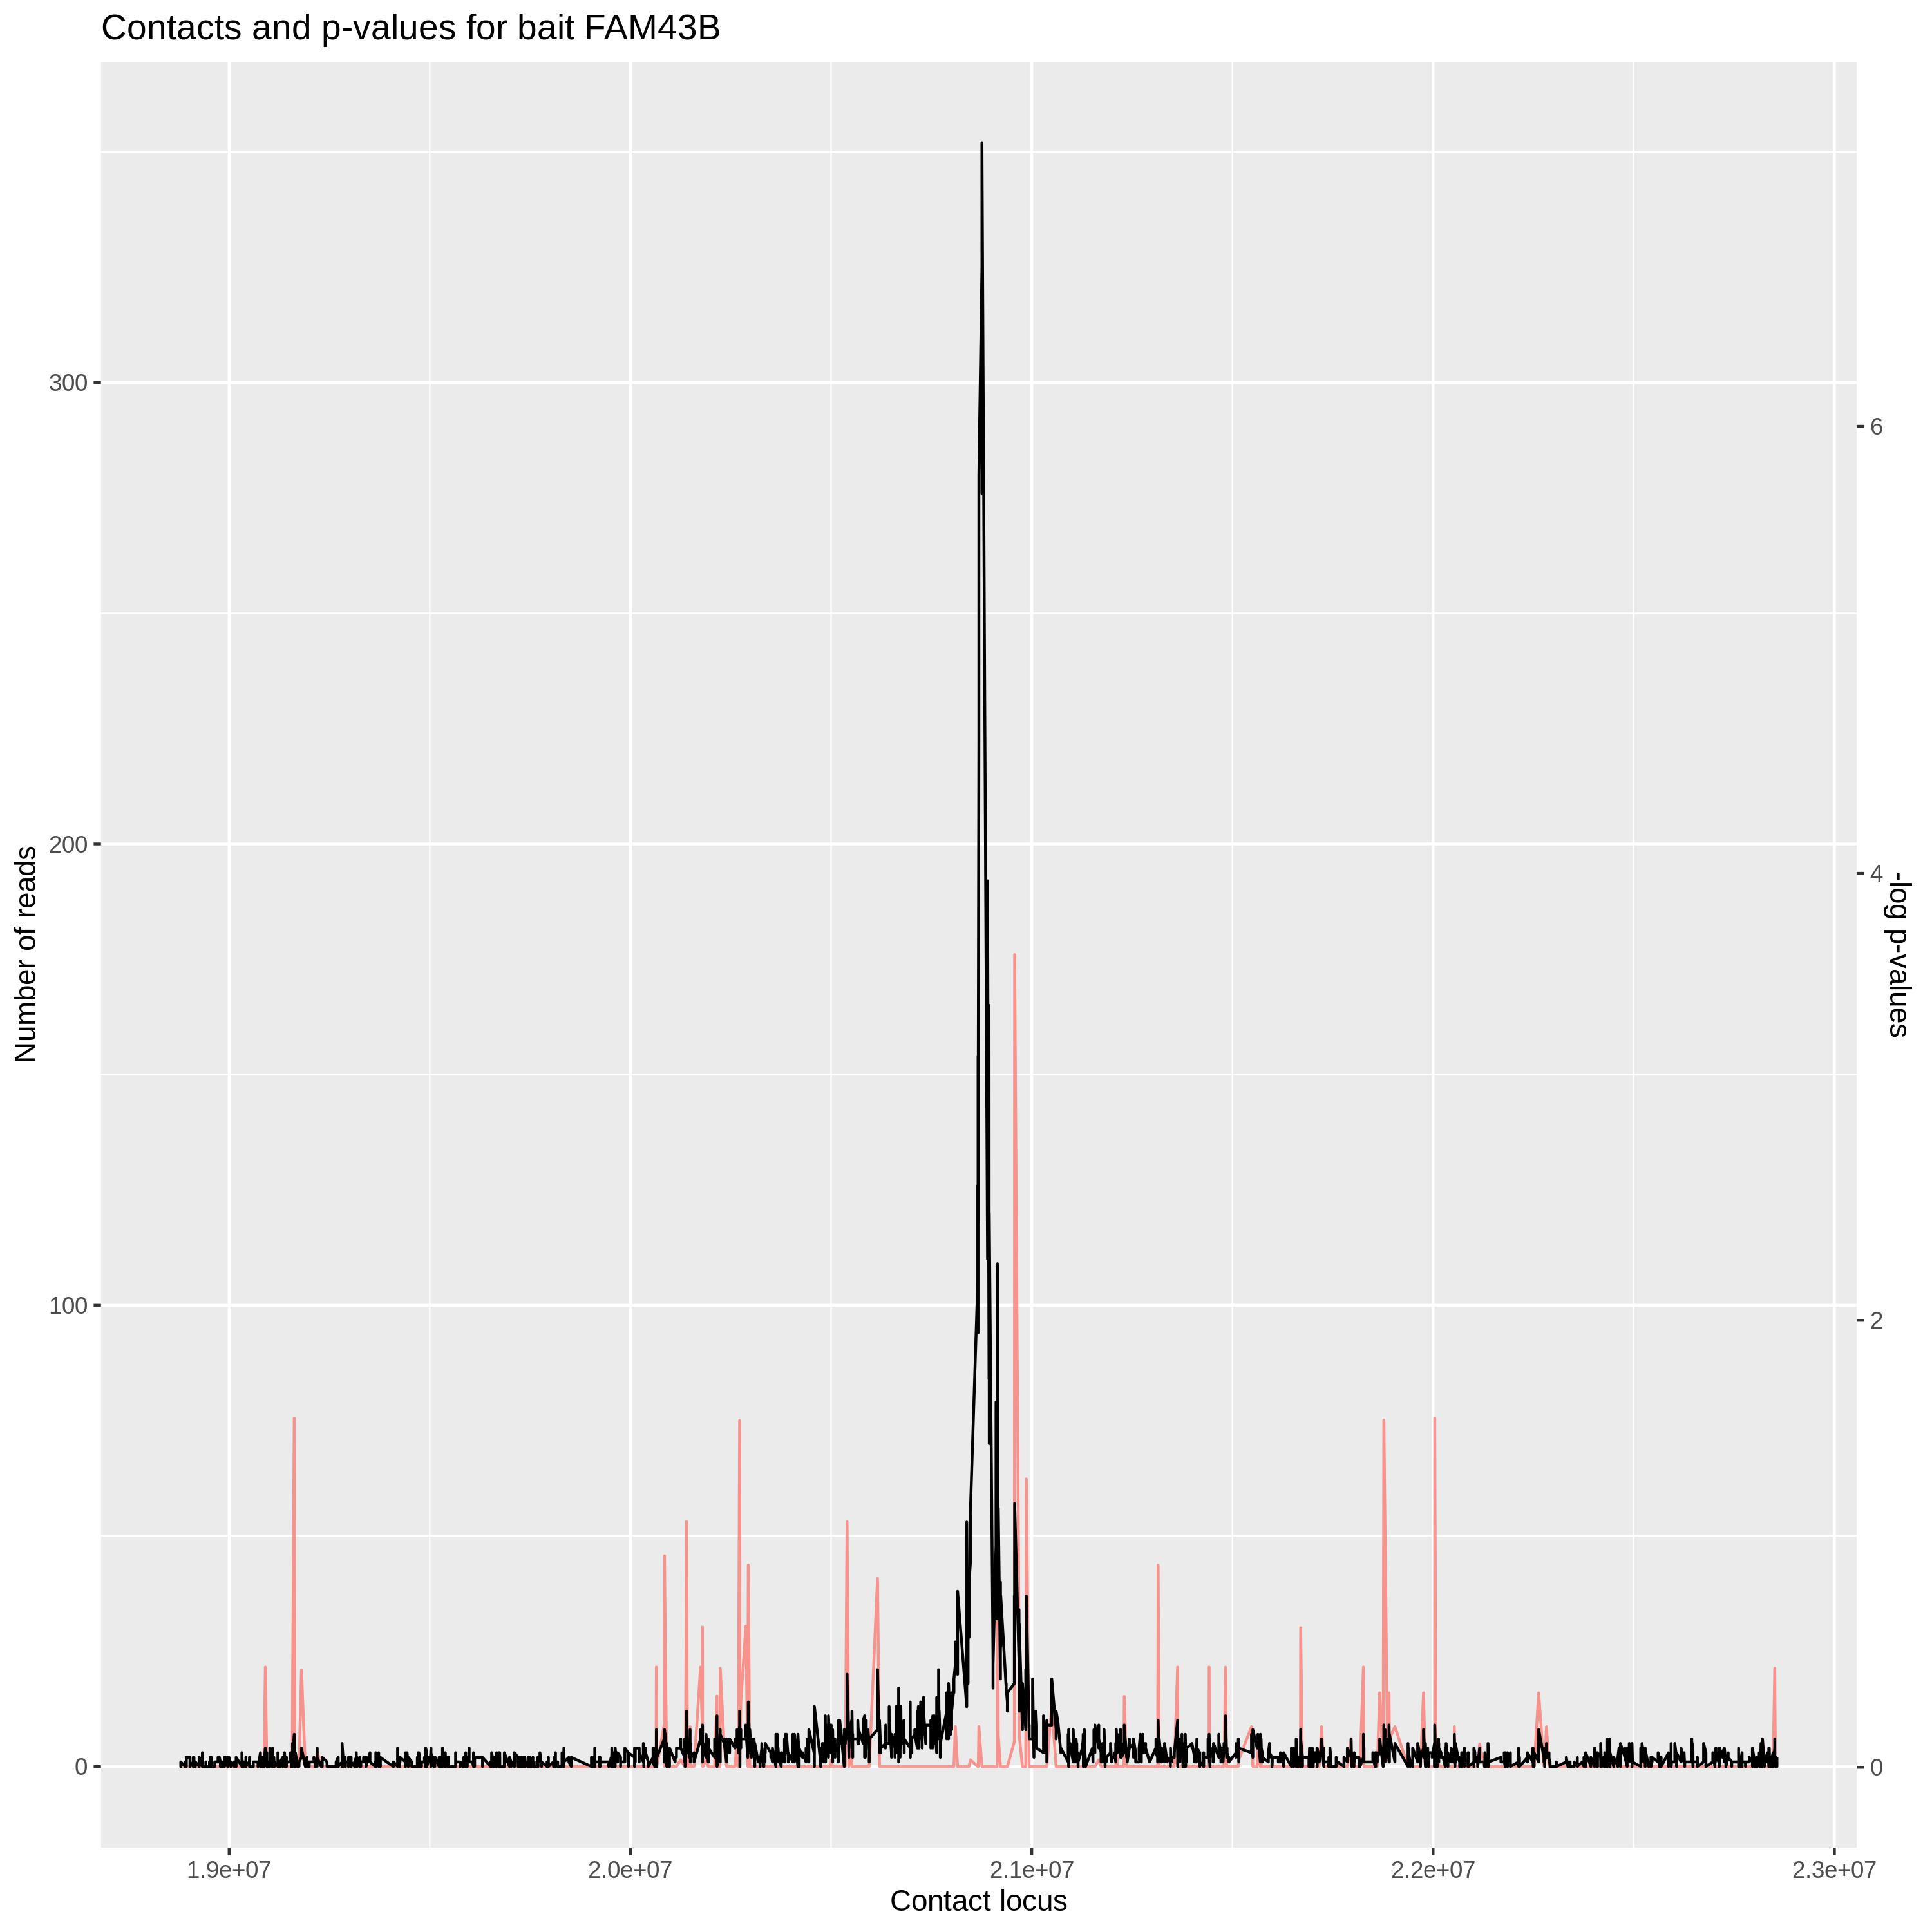 Contacts and p-values for bait FAM43B
300
200
100
0
Number of reads
6
4
2
0
-log p-values
1.9e+07
2.0e+07
2.1e+07
2.2e+07
2.3e+07
Contact locus